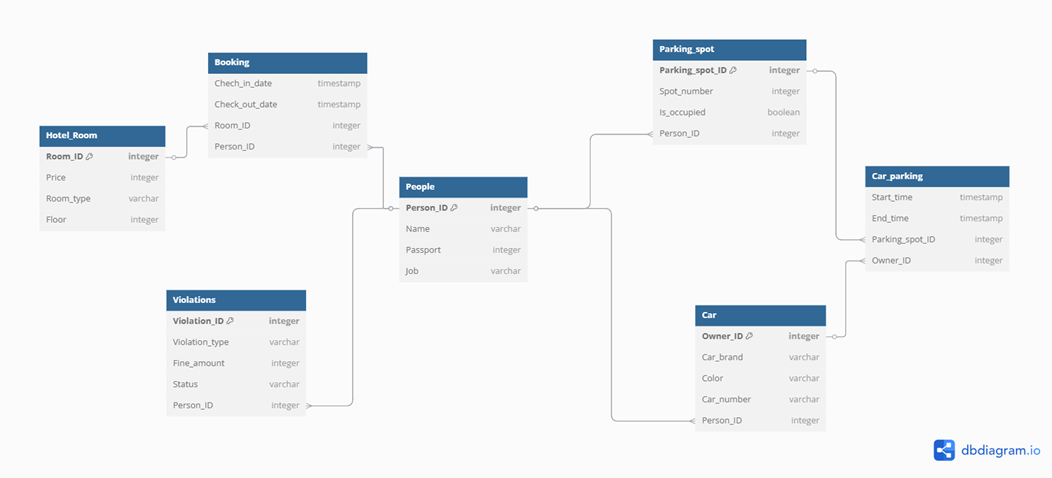 Booking
Chech_in_date timestamp
Check_out_date timestamp
Room_ID integer
Person_ID integer
Hotel_Room
Room_ID integer
Price integer
Room_type varchar
Floor integer
People
Person_ID integer
Name varchar
Passport integer
Job varchar
Violations
Violation_ID integer
Violation_type varchar
Fine_amount integer
Status varchar
Person_ID integer
Parking_spot
Parking_spot_ID integer
Spot_number integer
Is_occupied boolean
Person_ID integer
Car_parking
Start_time timestamp
End_time timestamp
Parking_spot_ID integer
Owner_ID integer
Car
Owner_ID integer
Car_brand varchar
Color varchar
Car_number varchar
Person_ID integer
dbdiagram.io